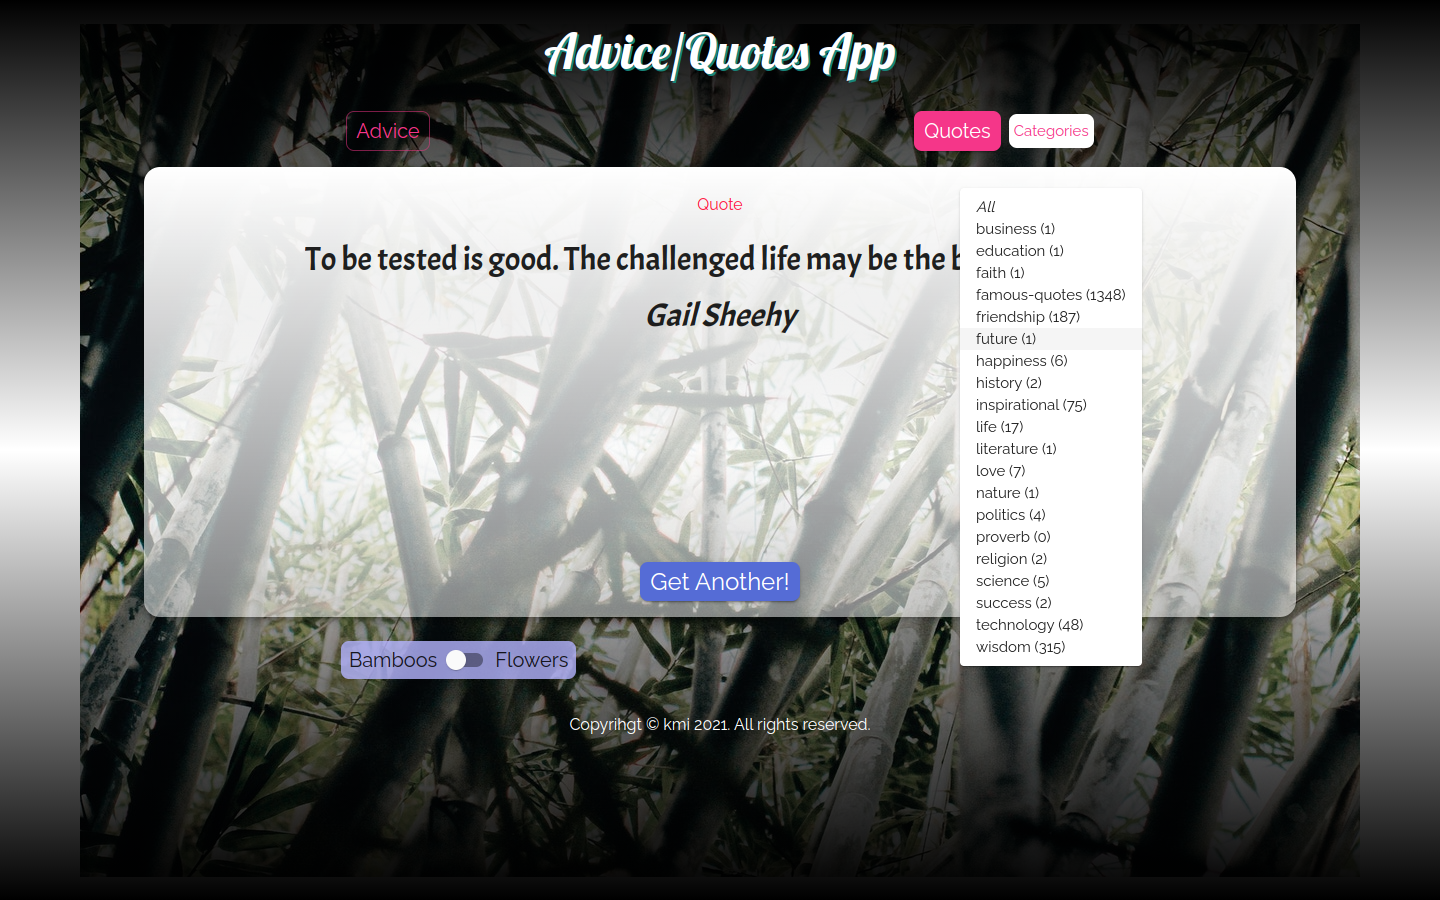 Advice/Quotes App
Advice
Quotes
Categories
Quote
To be tested is good. The challenged life may be the
Gail Sheehy
All
business (1)
education (1)
faith (1)
famous-quotes (1348)
friendship (187)
future (1)
happiness (6)
history (2)
inspirational (75)
life (17)
literature (1)
love (7)
nature (1)
politics (4)
proverb (0)
religion (2)
science (5)
success (2)
technology (48)
wisdom (315)
Get Another!
Bamboos Flowers
Copyrihgt © kmi 2021. All rights reserved.